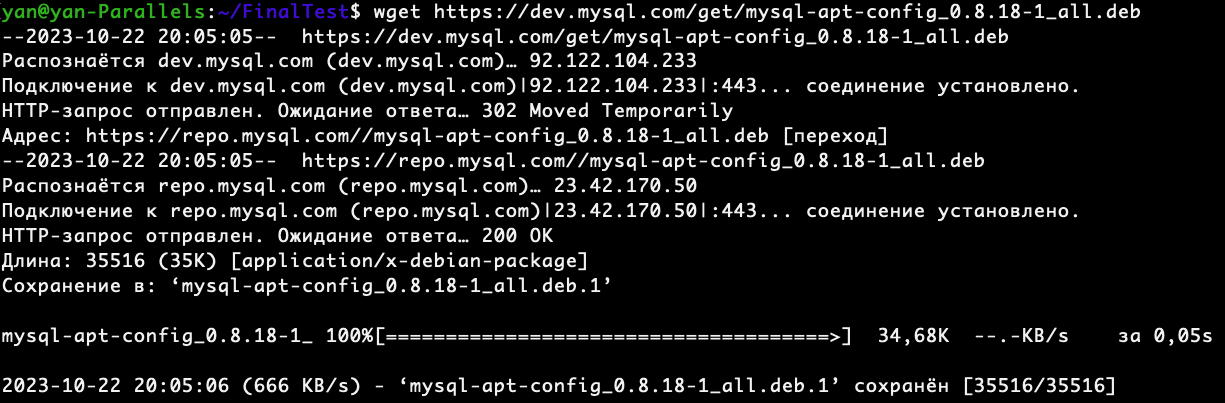 yan@yan-Parallels:~/FinalTest$ wget https://dev.mysql.com/get/mysql-apt-config_0.8.18-1_all.deb
--2023-10-22 20:05:05--  https://dev.mysql.com/get/mysql-apt-config_0.8.18-1_all.deb
Распознаётся dev.mysql.com (dev.mysql.com)… 92.122.104.233
Подключение к dev.mysql.com (dev.mysql.com)|92.122.104.233|:443... соединение установлено.
HTTP-запрос отправлен. Ожидание ответа… 302 Moved Temporarily
Адрес: https://repo.mysql.com//mysql-apt-config_0.8.18-1_all.deb [переход]
--2023-10-22 20:05:05--  https://repo.mysql.com//mysql-apt-config_0.8.18-1_all.deb
Распознаётся repo.mysql.com (repo.mysql.com)… 23.42.170.50
Подключение к repo.mysql.com (repo.mysql.com)|23.42.170.50|:443... соединение установлено.
HTTP-запрос отправлен. Ожидание ответа… 200 OK
Длина: 35516 (35K) [application/x-debian-package]
Сохранение в: ‘mysql-apt-config_0.8.18-1_all.deb.1’
mysql-apt-config_0.8.18-1_ 100%[=====================================>]  34,68K  --.-KB/s    за 0,05s
2023-10-22 20:05:06 (666 KB/s) - ‘mysql-apt-config_0.8.18-1_all.deb.1’ сохранён [35516/35516]